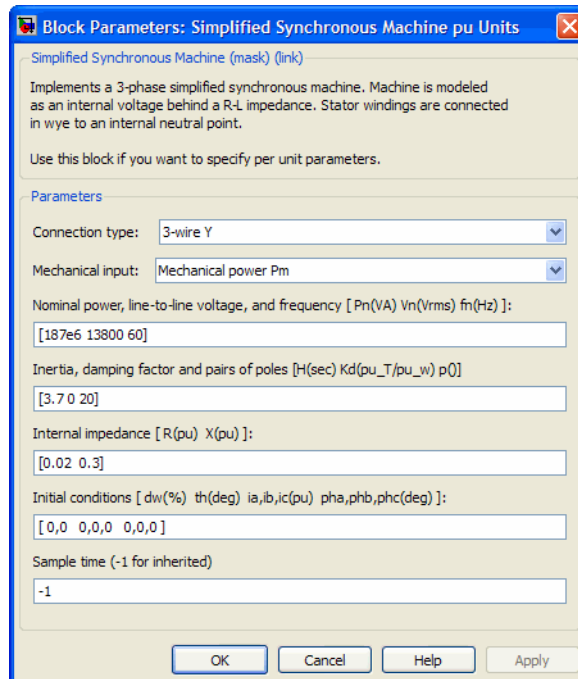 Block Parameters: Simplified Synchronous Machine pu Units
Simplified Synchronous Machine (mask) (link)
Implements a 3-phase simplified synchronous machine. Machine is modeled
as an internal voltage behind a R-L impedance. Stator windings are connected
in wye to an internal neutral point.
Use this block if you want to specify per unit parameters.
Parameters
Connection type: 3-wire Y
Mechanical input: Mechanical power Pm
Nominal power, line-to-line voltage, and frequency [ Pn(VA) Vn(Vrms) fn(Hz) ]:
[187e6 13800 60]
Inertia, damping factor and pairs of poles [H(sec) Kd(pu_T/pu_w) p()]
[3.7 0 20]
Internal impedance [ R(pu) X(pu) ]:
[0.02 0.3]
Initial conditions [ dw(%) th(deg) ia,ib,ic(pu) pha,phb,phc(deg) ]:
[ 0,0 0,0,0 0,0,0 ]
Sample time (-1 for inherited)
-1
OK Cancel Help Apply